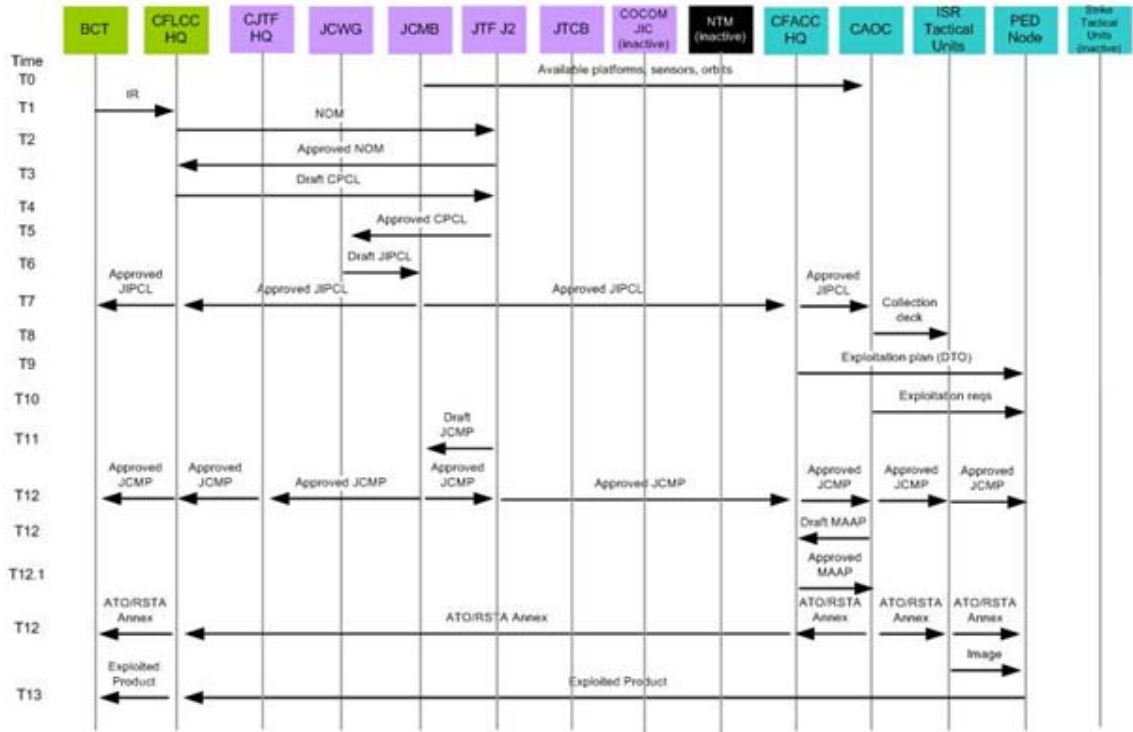 BCT
CFLCC
HQ
CJTF
HQ
JCWG
JCMB
JTF J2
JTCB
COCOM
JIC
(inactive)
NTM
(inactive)
CFACC
HQ
CAOC
ISR
Tactical
Units
PED
Node
Strike
Tactical
Units
(inactive)
Time
T0
Available platforms, sensors, orbits
T1
IR
NOM
T2
Approved NOM
T3
Draft CPCL
T4
T5
Approved CPCL
T6
Draft JIPCL
Approved
JIPCL
Approved JIPCL
Approved JIPCL
Approved
JIPCL
T7
Collection
deck
T8
T9
Exploitation plan (DTO)
T10
Exploitation reqs
Draft
JCMP
T11
Approved
JCMP
Approved
JCMP
Approved JCMP
Approved
JCMP
Approved JCMP
Approved
JCMP
Approved
JCMP
Approved
JCMP
T12
T12
Draft MAAP
Approved
MAAP
T12.1
ATO/RSTA
Annex
ATO/RSTA Annex
ATO/RSTA
Annex
ATO/RSTA
Annex
ATO/RSTA
Annex
T12
Image
Exploited
Product
Exploited Product
T13